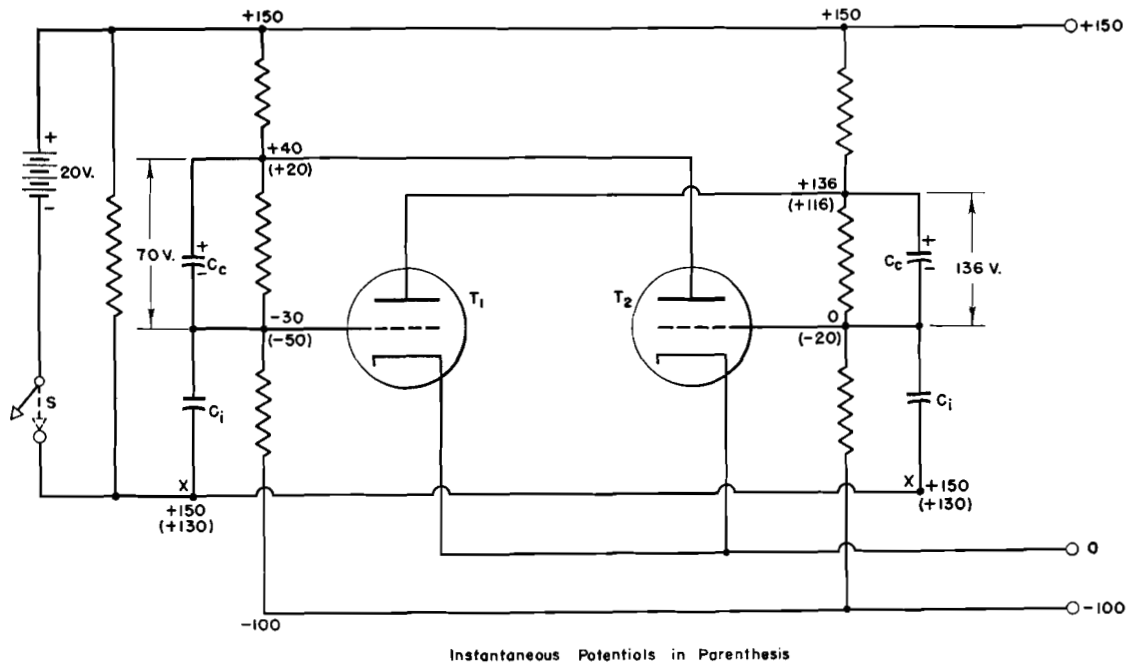 +150
+150
+150
+
20V.
-
+40
(+20)
+136
(+116)
70 V.
+
Cc
-
T1
T2
Cc
+
-
136 V.
-30
(-50)
0
(-20)
S
Ci
Ci
X
+150
(+130)
X
+150
(+130)
0
-100
-100
Instantaneous Potentials in Parenthesis